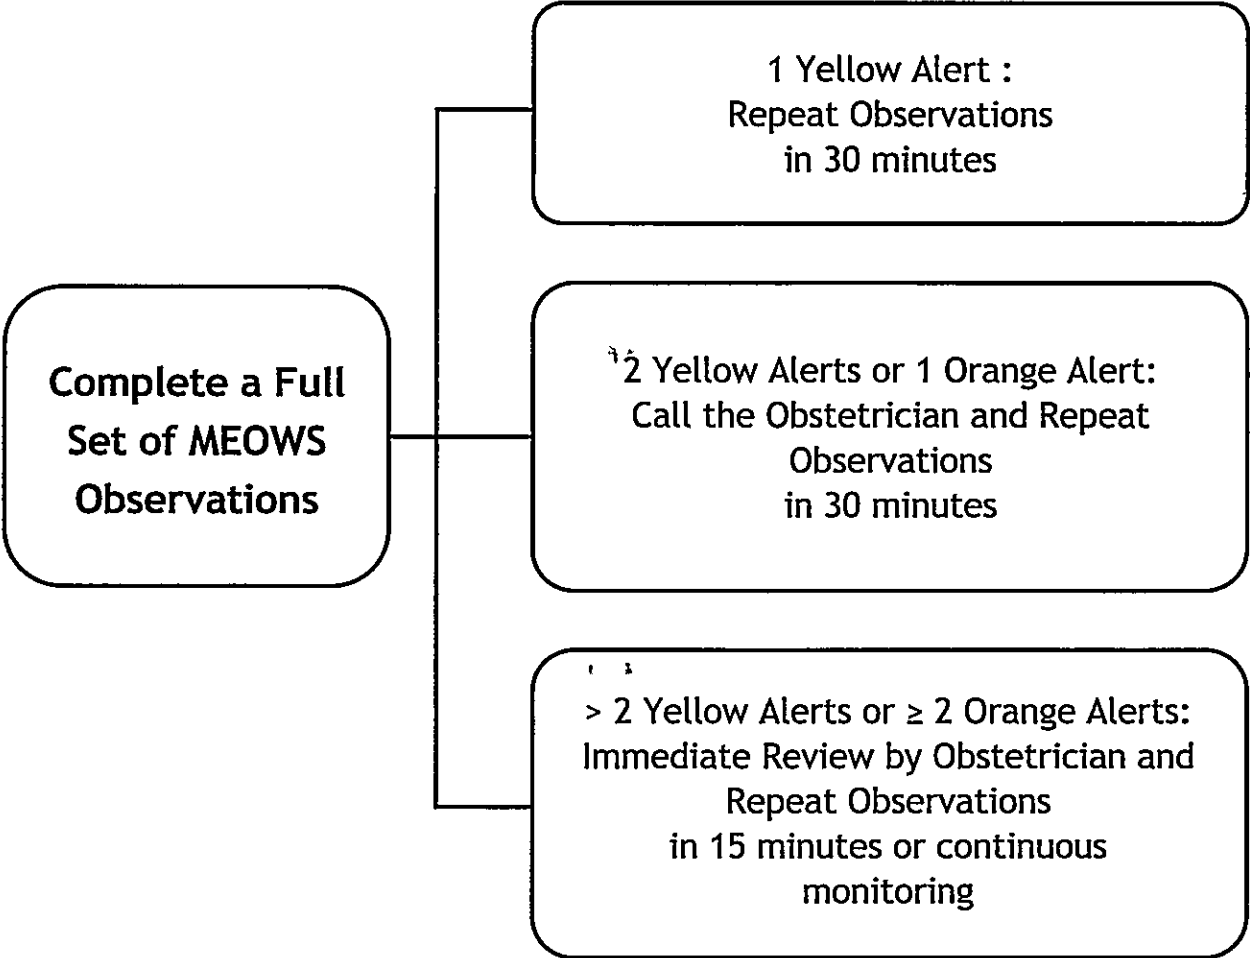 1 Yellow Alert :
Repeat Observations
in 30 minutes
Complete a Full
Set of MEOWS
Observations
2 Yellow Alerts or 1 Orange Alert:
Call the Obstetrician and Repeat
Observations
in 30 minutes
> 2 Yellow Alerts or ≥ 2 Orange Alerts:
Immediate Review by Obstetrician and
Repeat Observations
in 15 minutes or continuous
monitoring